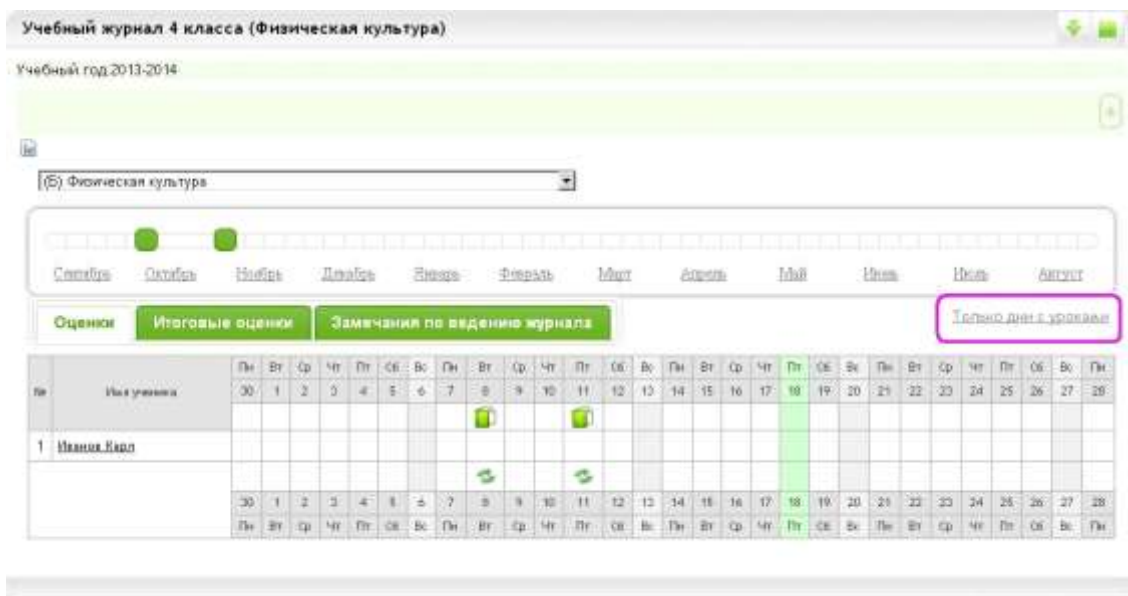 Учебный журнал 4 класса (Физическая культура)
Учебный год 2013-2014
(Б) Физическая культура
Сентябрь Октябрь Ноябрь Декабрь Январь Февраль Март Апрель Май Июнь Июль Август
Оценки Итоговые оценки Замечания по ведению журнала Только дни с уроками
Пн Вт Ср Чт Пт Сб Вс Пн Вт Ср Чт Пт Сб Вс Пн Вт Ср Чт Пт Сб Вс Пн Вт Ср Чт Пт Сб Вс Пн
№ Имя ученика 30 1 2 3 4 5 6 7 8 9 10 11 12 13 14 15 16 17 18 19 20 21 22 23 24 25 26 27 28
1 Иванов Карл
30 1 2 3 4 5 6 7 8 9 10 11 12 13 14 15 16 17 18 19 20 21 22 23 24 25 26 27 28
Пн Вт Ср Чт Пт Сб Вс Пн Вт Ср Чт Пт Сб Вс Пн Вт Ср Чт Пт Сб Вс Пн Вт Ср Чт Пт Сб Вс Пн